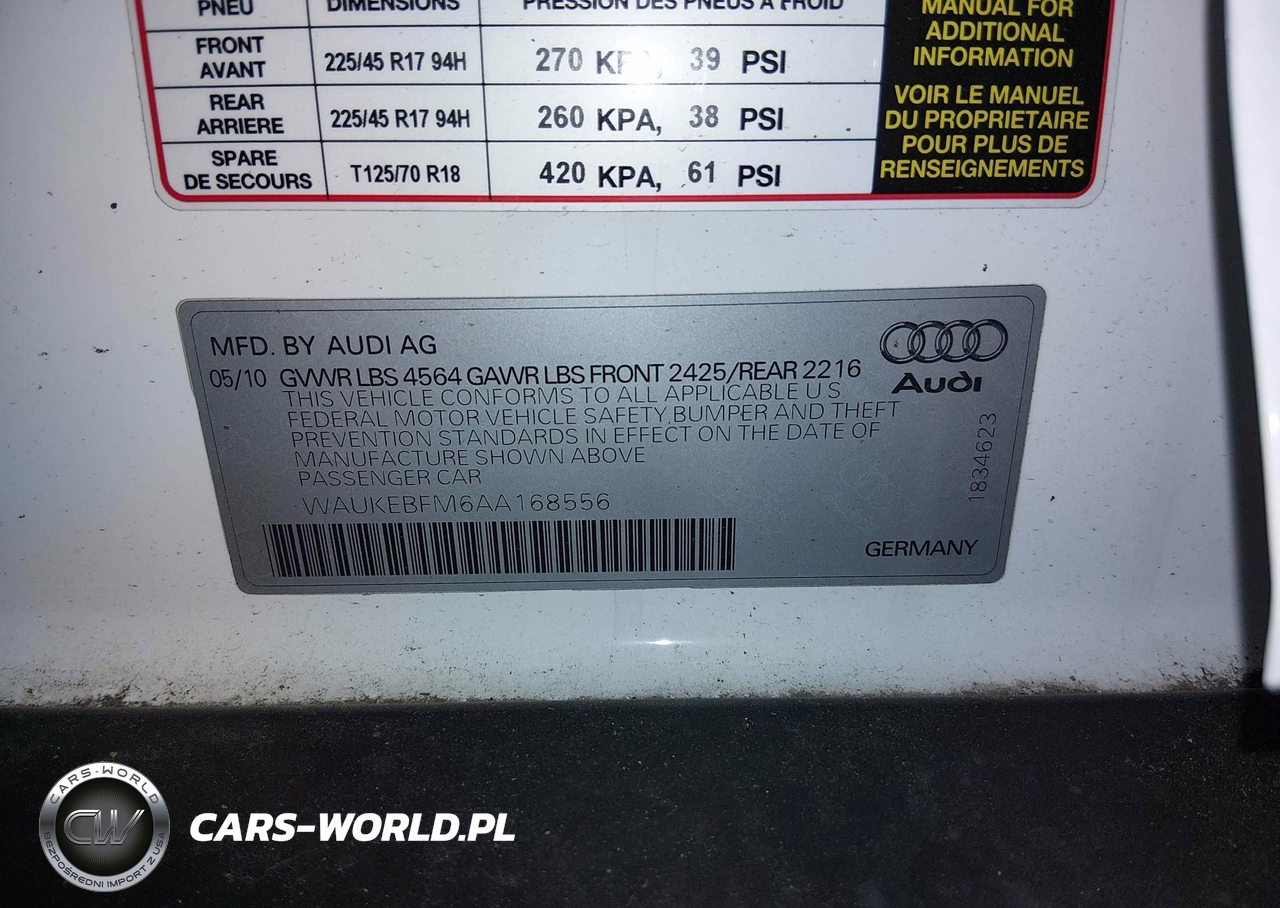 PNEU DIMENSIONS PRESSION DES PNEUS A FROID
FRONT AVANT 225/45 R17 94H 270 KPA, 39 PSI
REAR ARRIERE 225/45 R17 94H 260 KPA, 38 PSI
SPARE DE SECOURS T125/70 R18 420 KPA, 61 PSI
MANUAL FOR
ADDITIONAL
INFORMATION
VOIR LE MANUEL
DU PROPRIETAIRE
POUR PLUS DE
RENSEIGNEMENTS
MFD. BY AUDI AG
05/10 GVWR LBS 4564 GAWR LBS FRONT 2425/REAR 2216
THIS VEHICLE CONFORMS TO ALL APPLICABLE U S
FEDERAL MOTOR VEHICLE SAFETY, BUMPER AND THEFT
PREVENTION STANDARDS IN EFFECT ON THE DATE OF
MANUFACTURE SHOWN ABOVE
PASSENGER CAR
WAUKEBFM6AA168556
Audi
1834623
GERMANY
CARS-WORLD
CW
BEZPOŚREDNI IMPORT Z USA
CARS-WORLD.PL